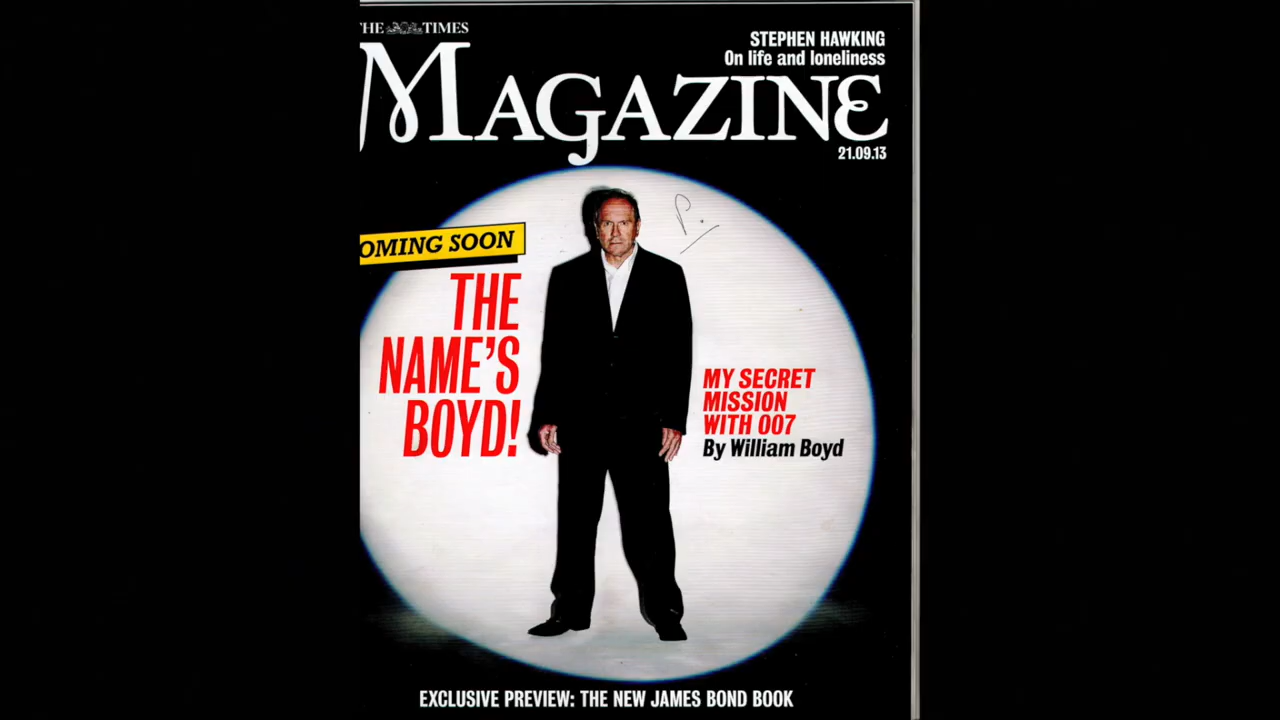 THE TIMES
MAGAZINE
STEPHEN HAWKING
On life and loneliness
21.09.13
OMING SOON
THE
NAME'S
BOYD!
MY SECRET
MISSION
WITH 007
By William Boyd
EXCLUSIVE PREVIEW: THE NEW JAMES BOND BOOK